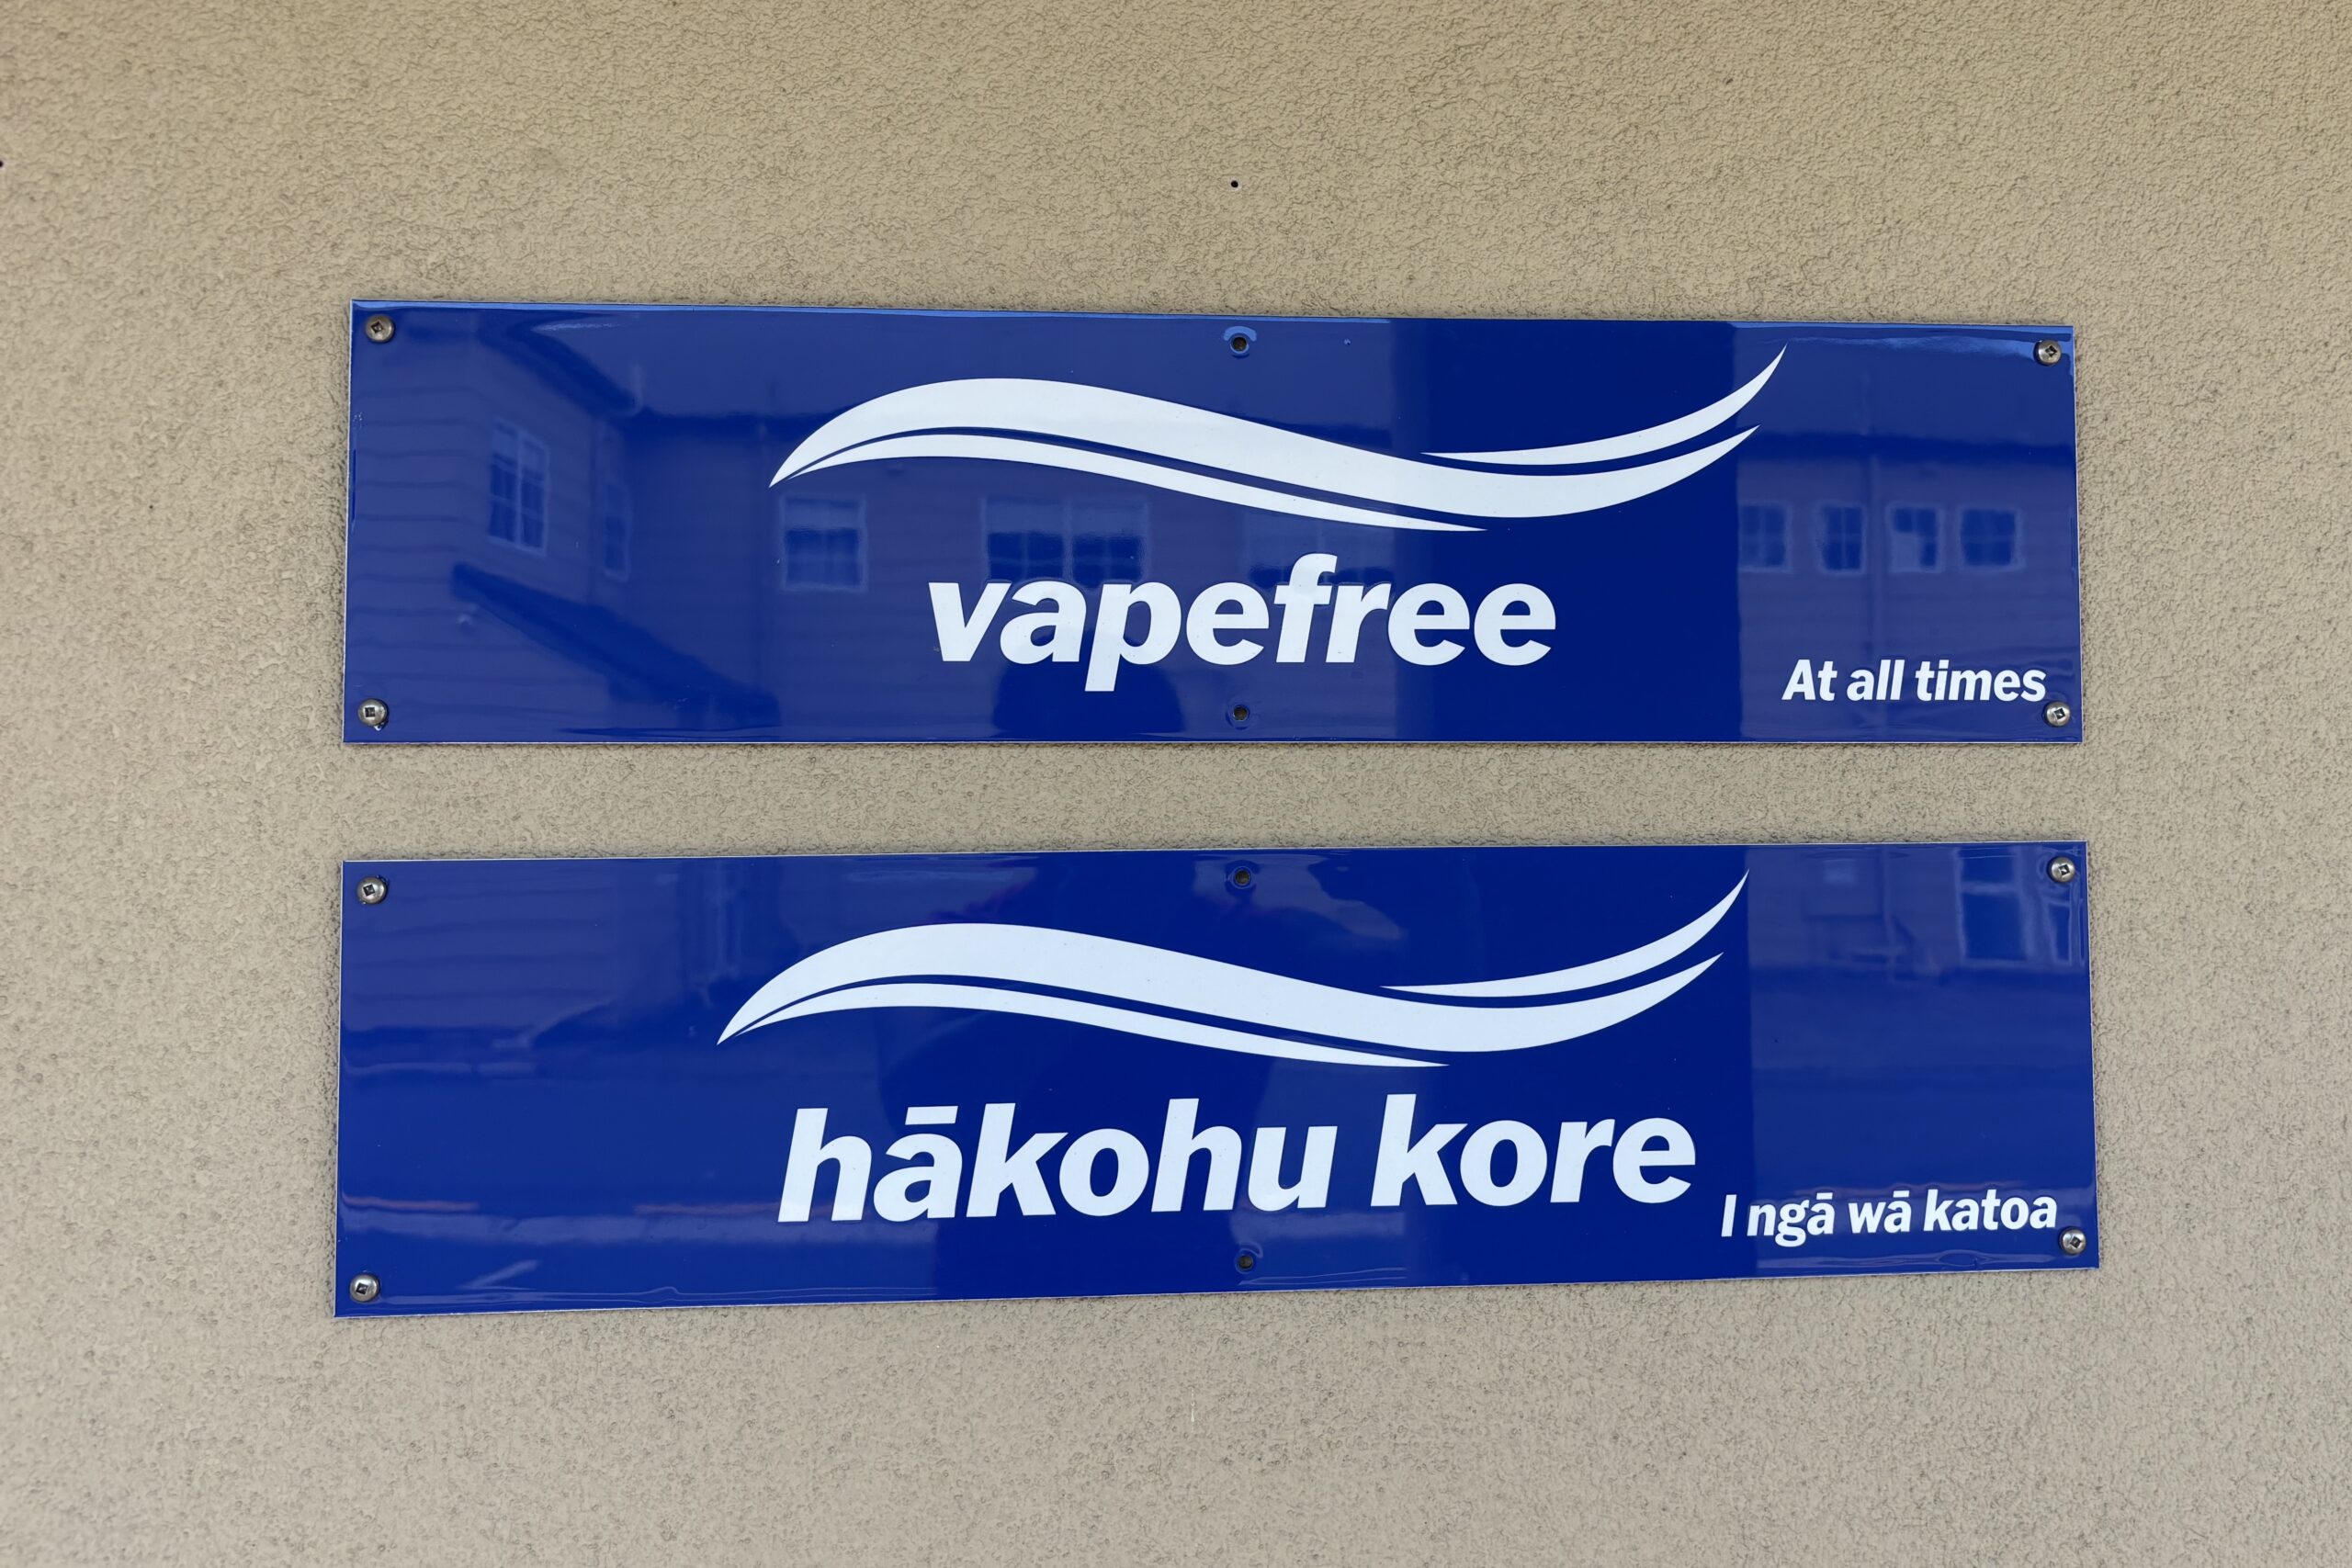 vapefree
At all times
hākohu kore
I ngā wā katoa